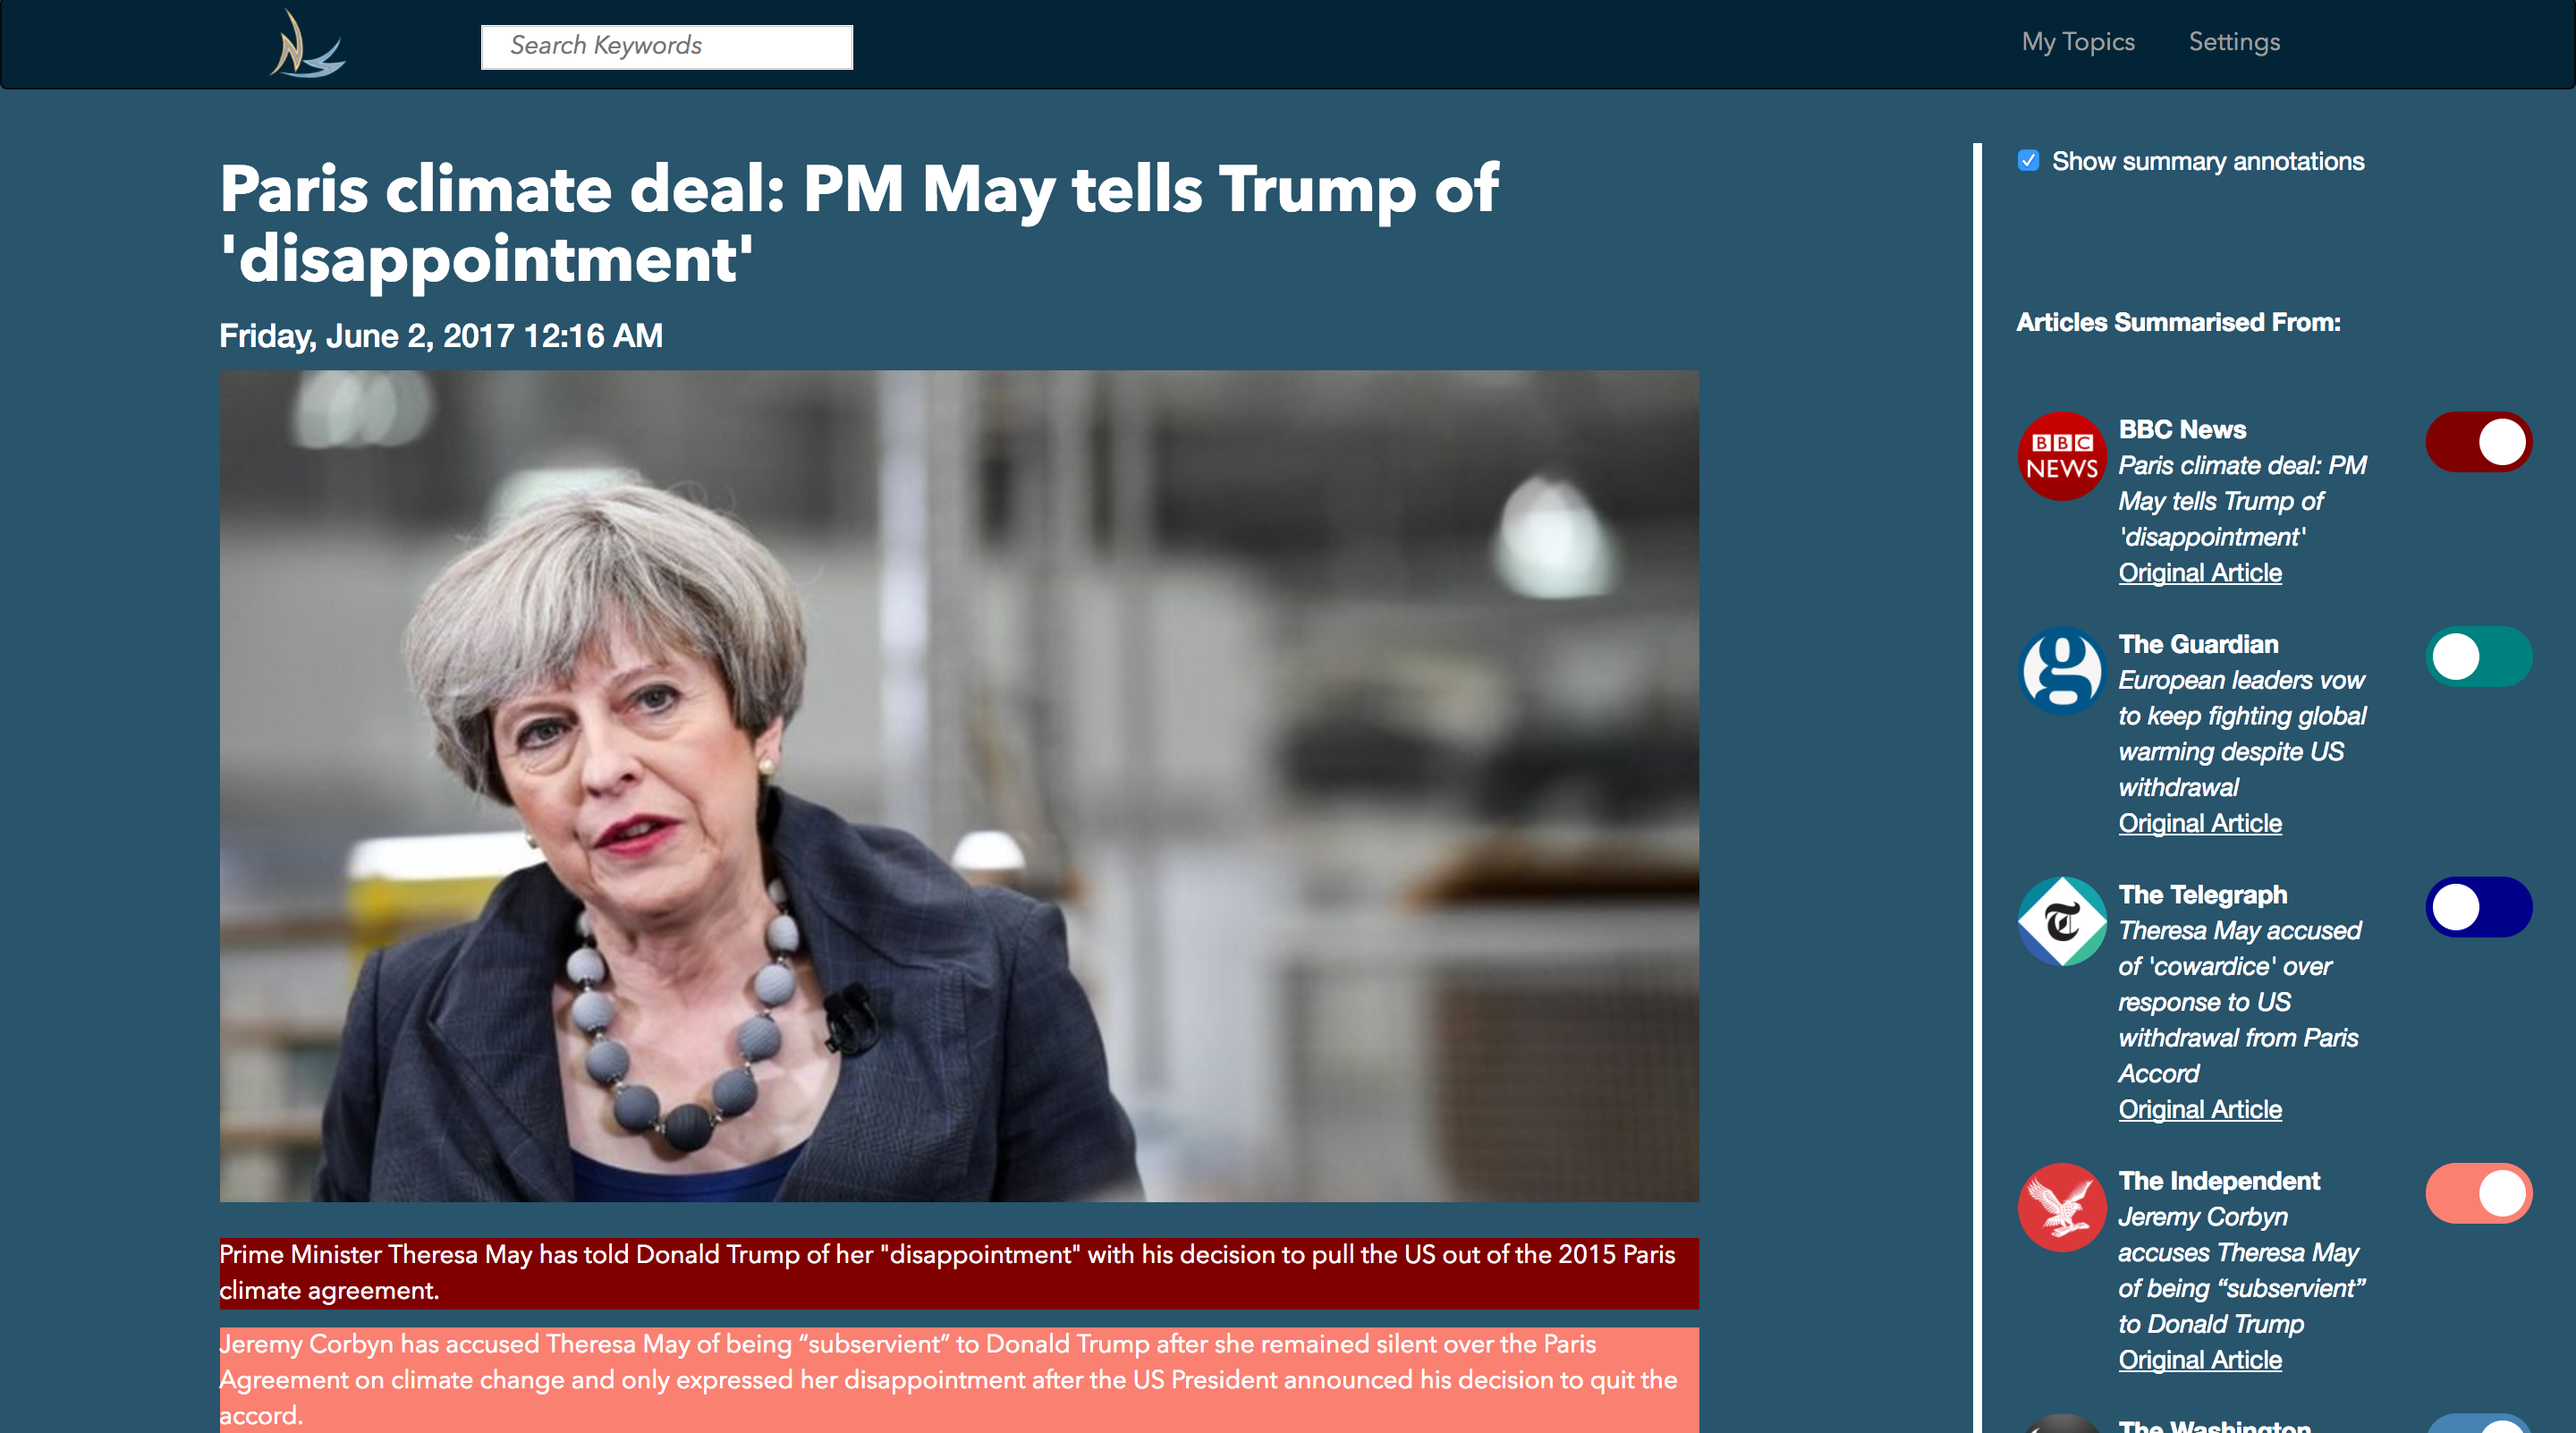 Search Keywords
My Topics
Settings
Paris climate deal: PM May tells Trump of
'disappointment'
Friday, June 2, 2017 12:16 AM
Prime Minister Theresa May has told Donald Trump of her "disappointment" with his decision to pull the US out of the 2015 Paris
climate agreement.
Jeremy Corbyn has accused Theresa May of being “subservient” to Donald Trump after she remained silent over the Paris
Agreement on climate change and only expressed her disappointment after the US President announced his decision to quit the
accord.
Show summary annotations
Articles Summarised From:
BBC
NEWS
BBC News
Paris climate deal: PM
May tells Trump of
'disappointment'
Original Article
g
The Guardian
European leaders vow
to keep fighting global
warming despite US
withdrawal
Original Article
T
The Telegraph
Theresa May accused
of 'cowardice' over
response to US
withdrawal from Paris
Accord
Original Article
The Independent
Jeremy Corbyn
accuses Theresa May
of being “subservient”
to Donald Trump
Original Article
The Washington